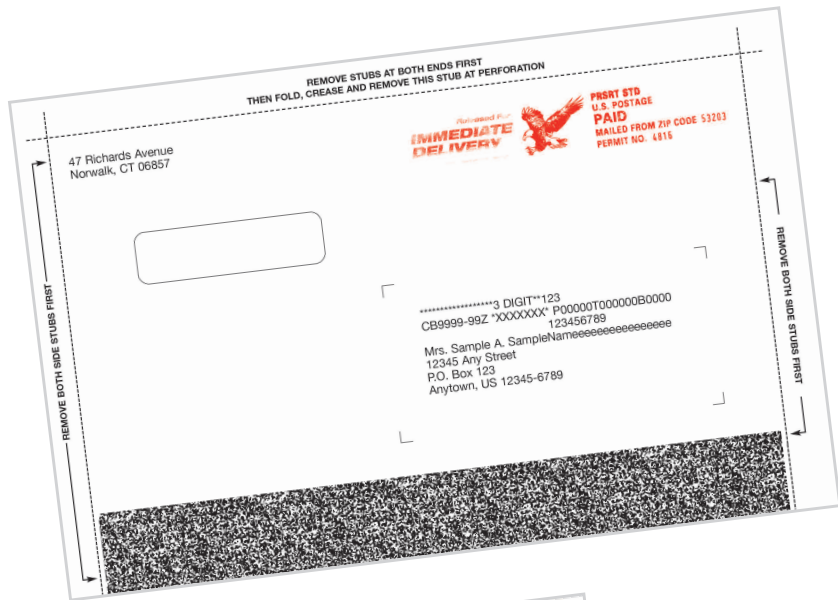 REMOVE STUBS AT BOTH ENDS FIRST
THEN FOLD, CREASE AND REMOVE THIS STUB AT PERFORATION
47 Richards Avenue
Norwalk, CT 06857
Released For
IMMEDIATE
DELIVERY
PRSRT STD
U.S. POSTAGE
PAID
MAILED FROM ZIP CODE 53203
PERMIT NO. 4816
REMOVE BOTH SIDE STUBS FIRST
REMOVE BOTH SIDE STUBS FIRST
******************3 DIGIT**123
CB9999-99Z *XXXXXXX* P00000T000000B0000
123456789
Mrs. Sample A. SampleNameeeeeeeeeeeeeeeee
12345 Any Street
P.O. Box 123
Anytown, US 12345-6789